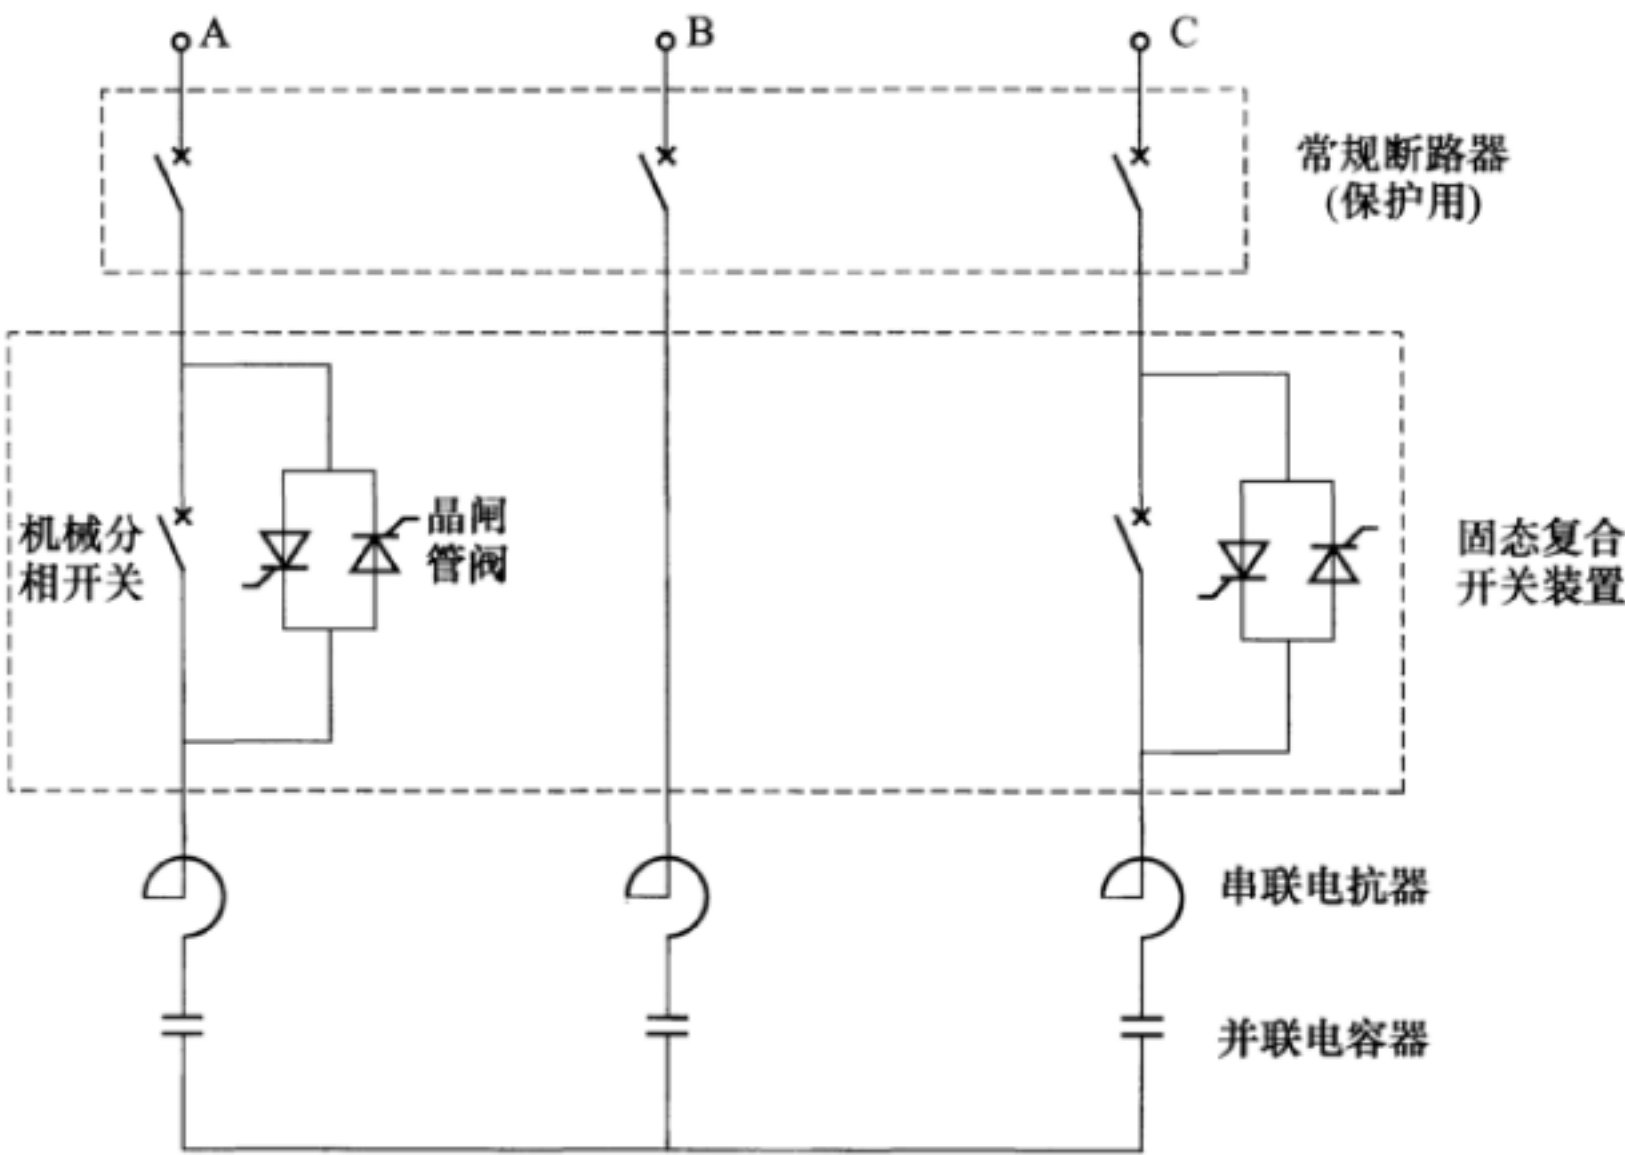 A
B
C
常规断路器
(保护用)
机械分
相开关
晶闸
管阀
固态复合
开关装置
串联电抗器
并联电容器